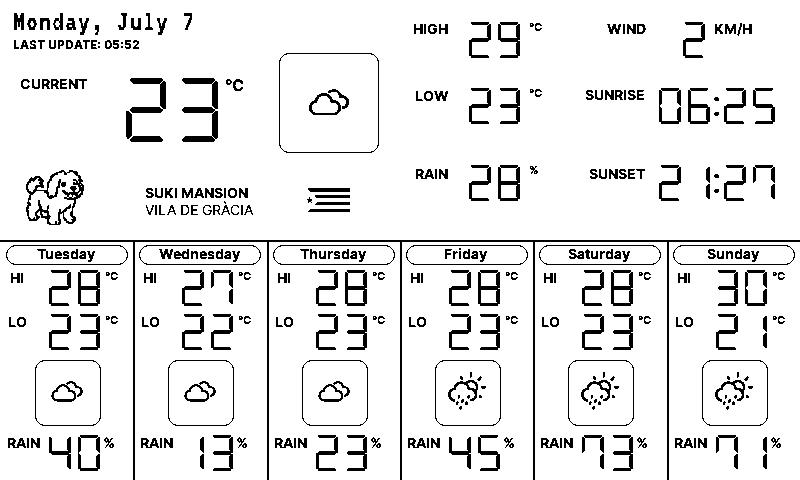 Monday, July 7
LAST UPDATE: 05:52
CURRENT 23 °C
HIGH 29 °C
LOW 23 °C
RAIN 28 %
WIND 2 KM/H
SUNRISE 06:25
SUNSET 21:27
SUKI MANSION
VILA DE GRÀCIA
Tuesday
HI 28 °C
LO 23 °C
RAIN 40 %
Wednesday
HI 27 °C
LO 22 °C
RAIN 13 %
Thursday
HI 28 °C
LO 23 °C
RAIN 23 %
Friday
HI 28 °C
LO 23 °C
RAIN 45 %
Saturday
HI 28 °C
LO 23 °C
RAIN 73 %
Sunday
HI 30 °C
LO 21 °C
RAIN 71 %